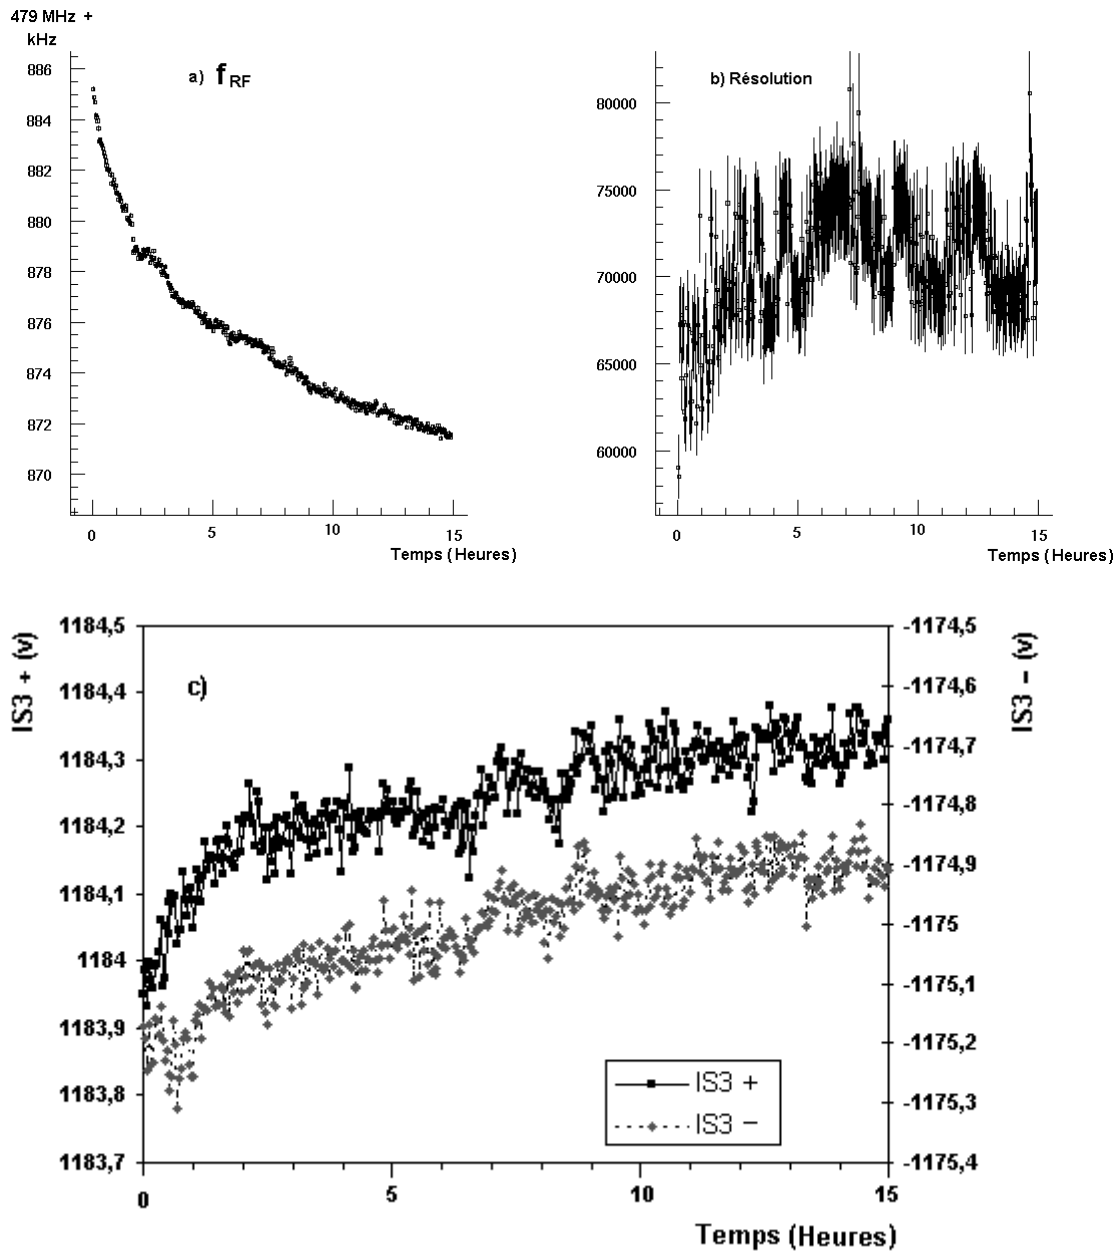 479 MHz +
kHz
a) fRF
886
884
882
880
878
876
874
872
870
0 5 10 15
Temps (Heures)
b) Résolution
80000
75000
70000
65000
60000
0 5 10 15
Temps (Heures)
IS3 + (v)
1184,5
1184,4
1184,3
1184,2
1184,1
1184
1183,9
1183,8
1183,7
c)
IS3 +
IS3 –
-1174,5
-1174,6
-1174,7
-1174,8
-1174,9
-1175
-1175,1
-1175,2
-1175,3
-1175,4
IS3 – (v)
0 5 10 15
Temps (Heures)